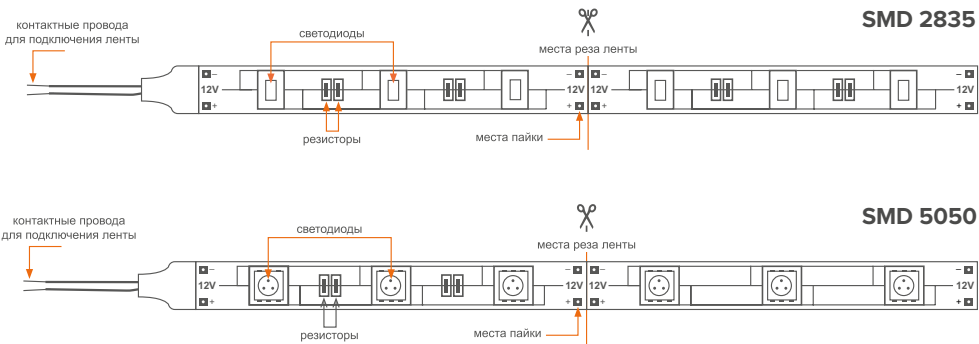 SMD 2835
контактные провода
для подключения ленты
светодиоды
места реза ленты
− − − −
12V 12V 12V 12V
+ + + +
резисторы
места пайки
SMD 5050
контактные провода
для подключения ленты
светодиоды
места реза ленты
− − − −
12V 12V 12V 12V
+ + + +
резисторы
места пайки